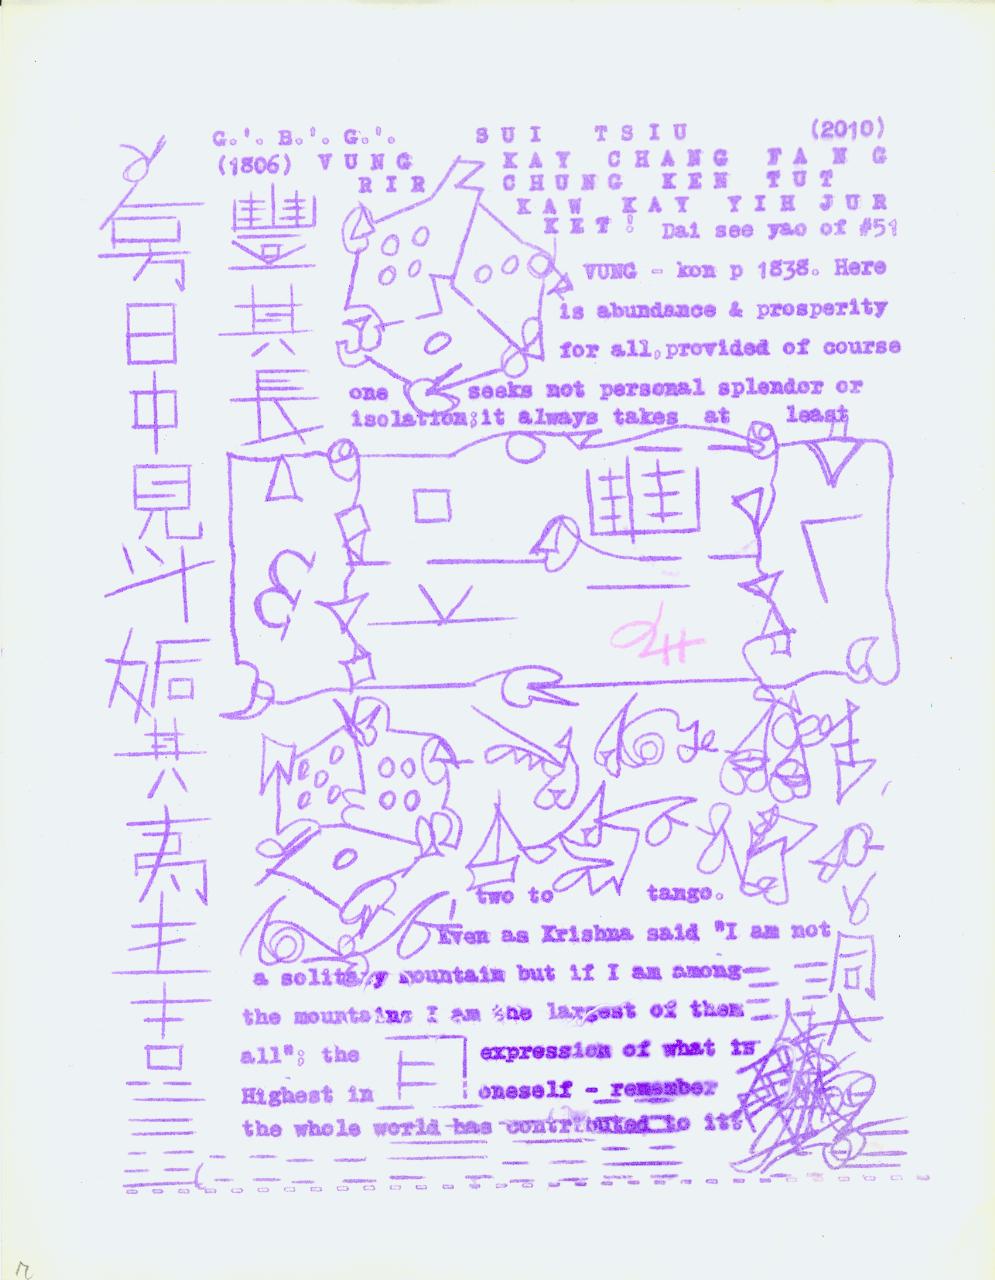 G.'. B.'. G.'. SUI TSIU (2010)
(1806) VUNG KAY CHANG FANG
RIR CHUNG KEN TUT
KAW KAY YIH JUR
KET! Dai see yao of #51
VUNG - kon p 1838. Here
is abundance & prosperity
for all, provided of course
one seeks not personal splendor or
isolation; it always takes at least
豐其長
日中見斗姤其夷主吉
two to tango.
Even as Krishna said "I am not
a solitary mountain but if I am among
the mountains I am the largest of them
all"; the expression of what is
Highest in oneself - remember
the whole world has contributed to it!
同人